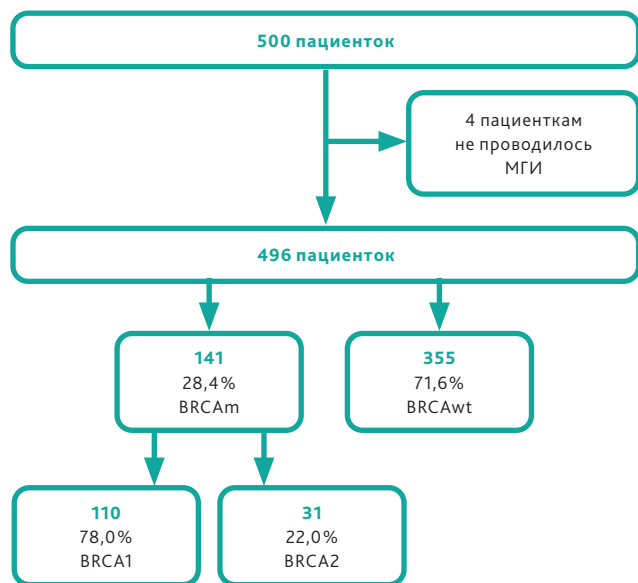 500 пациенток
4 пациенткам
не проводилось
МГИ
496 пациенток
141
28,4%
BRCAm
355
71,6%
BRCAwt
110
78,0%
BRCA1
31
22,0%
BRCA2